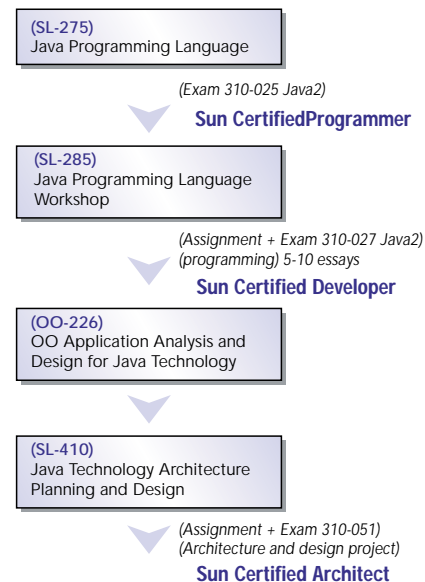 (SL-275)
Java Programming Language
(Exam 310-025 Java2)
Sun CertifiedProgrammer
(SL-285)
Java Programming Language
Workshop
(Assignment + Exam 310-027 Java2)
(programming) 5-10 essays
Sun Certified Developer
(OO-226)
OO Application Analysis and
Design for Java Technology
(SL-410)
Java Technology Architecture
Planning and Design
(Assignment + Exam 310-051)
(Architecture and design project)
Sun Certified Architect